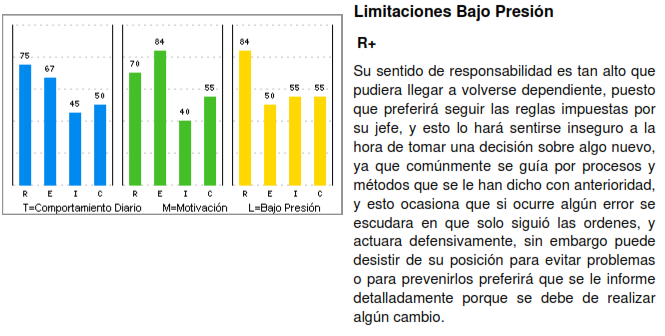 75
67
45
50
R E I C
T=Comportamiento Diario
70
84
40
55
R E I C
M=Motivación
84
50
55
55
R E I C
L=Bajo Presión
Limitaciones Bajo Presión
R+
Su sentido de responsabilidad es tan alto que
pudiera llegar a volverse dependiente, puesto
que preferirá seguir las reglas impuestas por
su jefe, y esto lo hará sentirse inseguro a la
hora de tomar una decisión sobre algo nuevo,
ya que comúnmente se guía por procesos y
métodos que se le han dicho con anterioridad,
y esto ocasiona que si ocurre algún error se
escudara en que solo siguió las ordenes, y
actuara defensivamente, sin embargo puede
desistir de su posición para evitar problemas
o para prevenirlos preferirá que se le informe
detalladamente porque se debe de realizar
algún cambio.